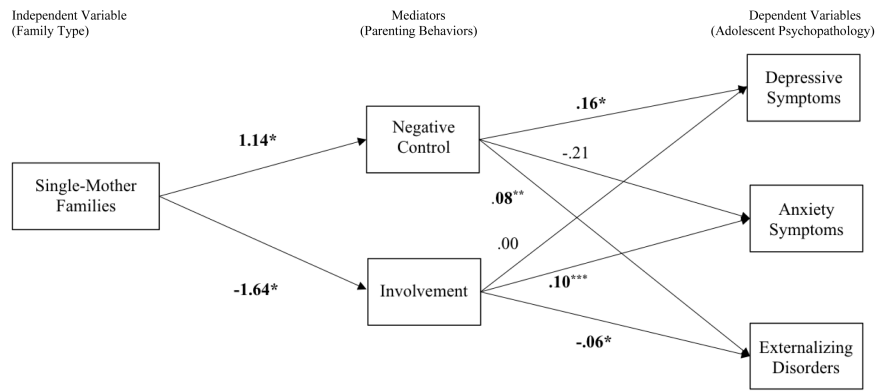 Independent Variable
(Family Type)
Mediators
(Parenting Behaviors)
Dependent Variables
(Adolescent Psychopathology)
Single-Mother
Families
1.14*
-1.64*
Negative
Control
Involvement
.16*
-.21
.08**
.00
.10***
-.06*
Depressive
Symptoms
Anxiety
Symptoms
Externalizing
Disorders